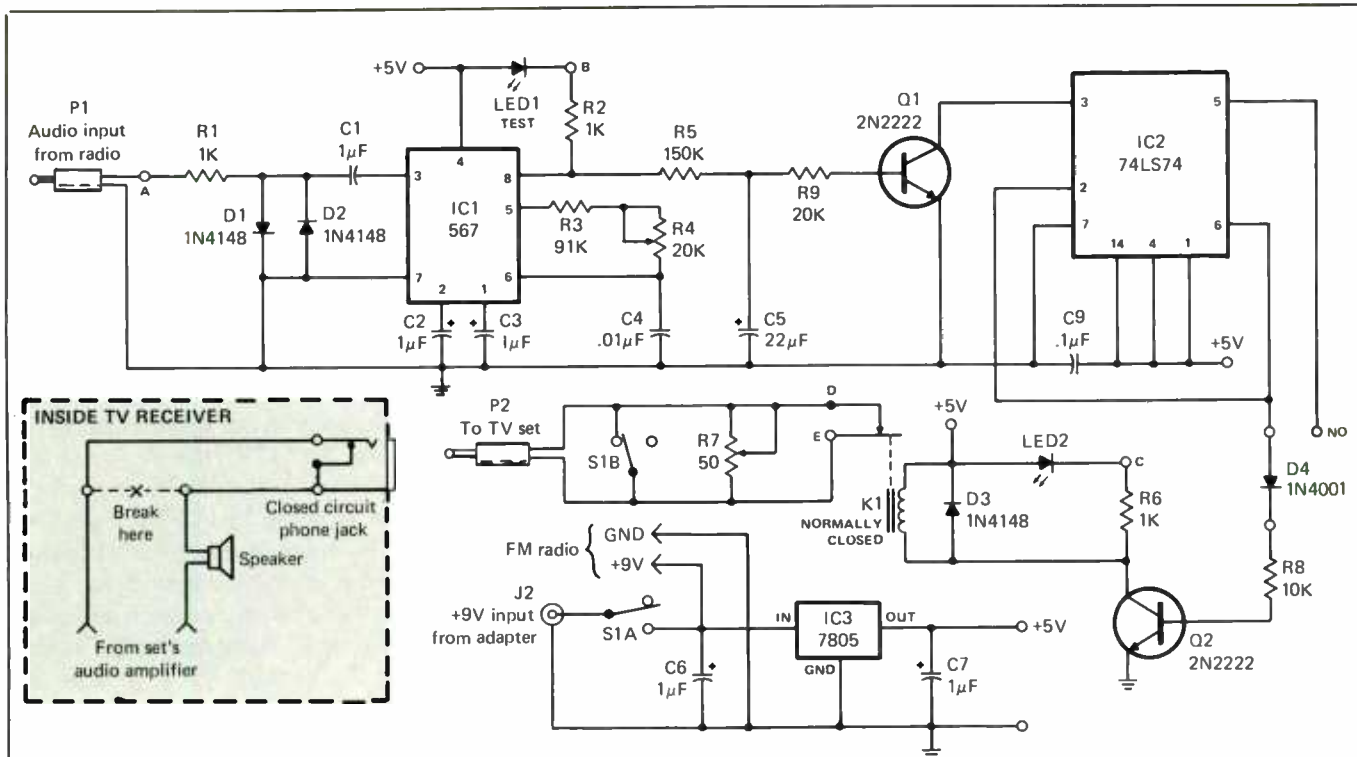 P1
Audio input
from radio
A
R1
1K
D1
1N4148
D2
1N4148
C1
1µF
+5V
LED1
TEST
B
R2
1K
4
3
8
IC1
567
5
7
6
2
1
R3
91K
R4
20K
R5
150K
R9
20K
Q1
2N2222
C2
1µF
C3
1µF
C4
.01µF
C5
22µF
3
5
IC2
74LS74
2
7
6
14
4
1
C9
.1µF
+5V
NO
D4
1N4001
R8
10K
Q2
2N2222
INSIDE TV RECEIVER
Break
here
Closed circuit
phone jack
Speaker
From set's
audio amplifier
P2
To TV set
S1B
R7
50
D
E
K1
NORMALLY
CLOSED
+5V
D3
1N4148
LED2
C
R6
1K
FM radio
GND
+9V
J2
+9V input
from adapter
S1A
C6
1µF
IN
IC3
7805
OUT
GND
C7
1µF
+5V